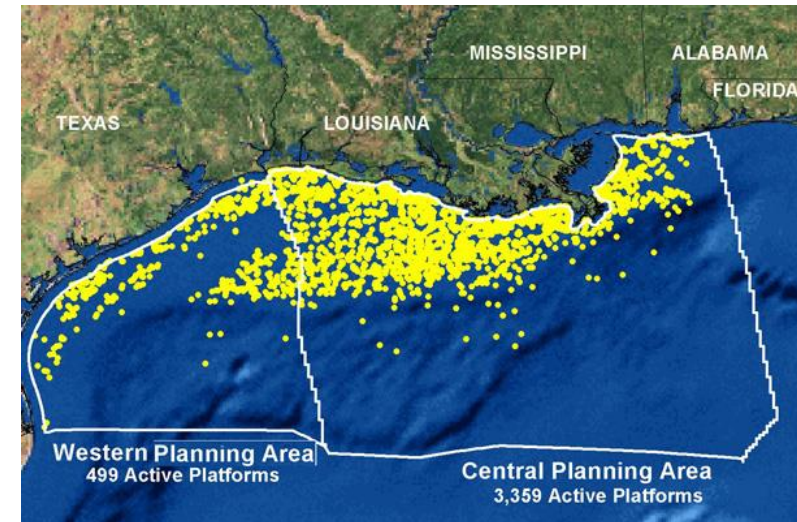 MISSISSIPPI
ALABAMA
FLORIDA
TEXAS
LOUISIANA
Western Planning Area
499 Active Platforms
Central Planning Area
3,359 Active Platforms